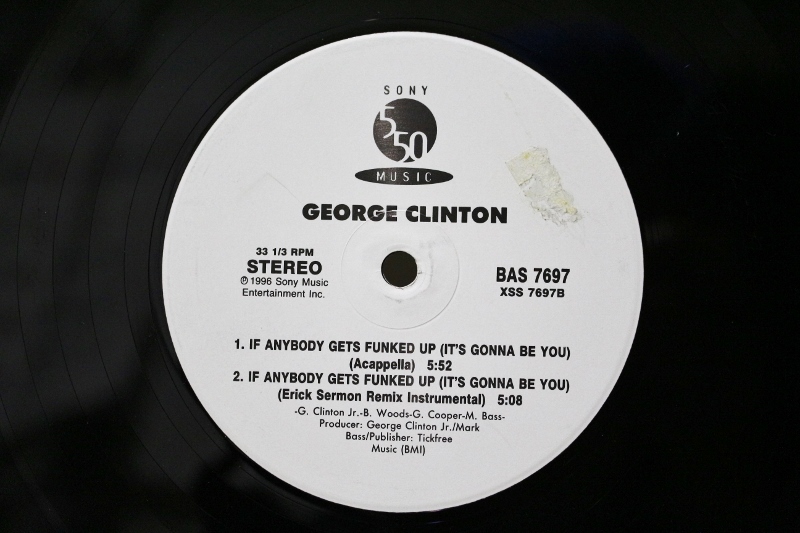 SONY
550
MUSIC
GEORGE CLINTON
33 1/3 RPM
STEREO
℗ 1996 Sony Music
Entertainment Inc.
BAS 7697
XSS 7697B
1. IF ANYBODY GETS FUNKED UP (IT'S GONNA BE YOU)
(Acappella) 5:52
2. IF ANYBODY GETS FUNKED UP (IT'S GONNA BE YOU)
(Erick Sermon Remix Instrumental) 5:08
-G. Clinton Jr.-B. Woods-G. Cooper-M. Bass-
Producer: George Clinton Jr./Mark
Bass/Publisher: Tickfree
Music (BMI)